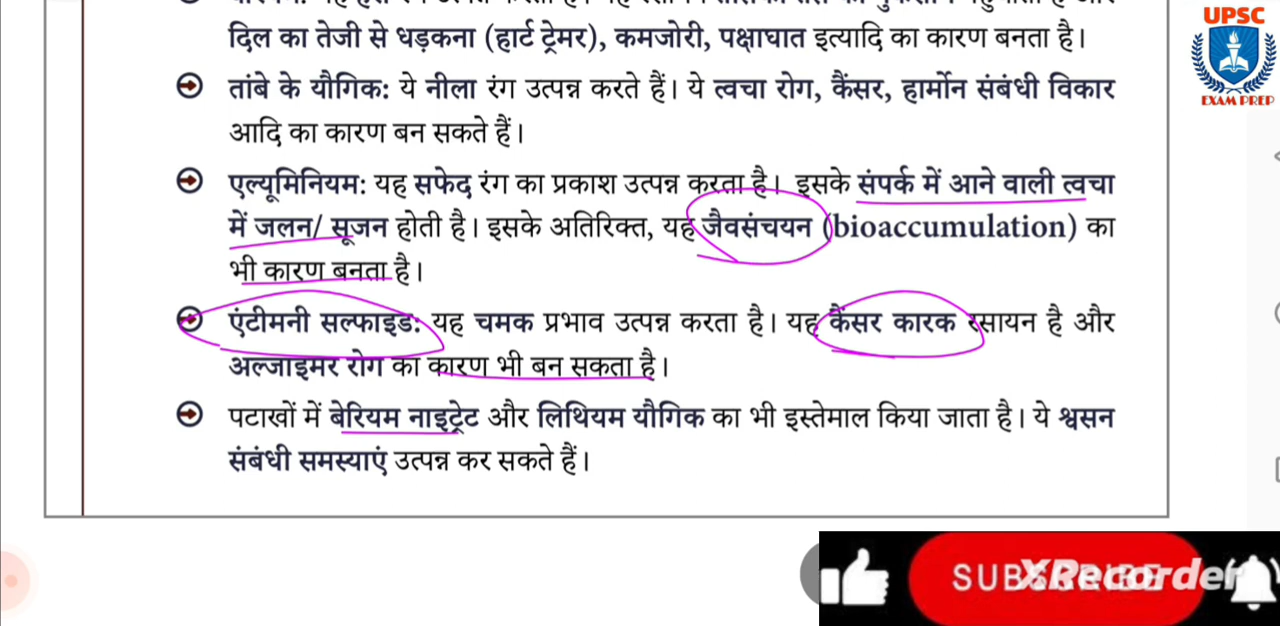 दिल का तेजी से धड़कना (हार्ट ट्रेमर), कमजोरी, पक्षाघात इत्यादि का कारण बनता है।
तांबे के यौगिक: ये नीला रंग उत्पन्न करते हैं। ये त्वचा रोग, कैंसर, हार्मोन संबंधी विकार
आदि का कारण बन सकते हैं।
एल्यूमिनियम: यह सफेद रंग का प्रकाश उत्पन्न करता है। इसके संपर्क में आने वाली त्वचा
में जलन/ सूजन होती है। इसके अतिरिक्त, यह जैवसंचयन (bioaccumulation) का
भी कारण बनता है।
एंटीमनी सल्फाइड: यह चमक प्रभाव उत्पन्न करता है। यह कैंसर कारक रसायन है और
अल्जाइमर रोग का कारण भी बन सकता है।
पटाखों में बेरियम नाइट्रेट और लिथियम यौगिक का भी इस्तेमाल किया जाता है। ये श्वसन
संबंधी समस्याएं उत्पन्न कर सकते हैं।
UPSC
EXAM PREP
SUBSCRIBE
XRecorder